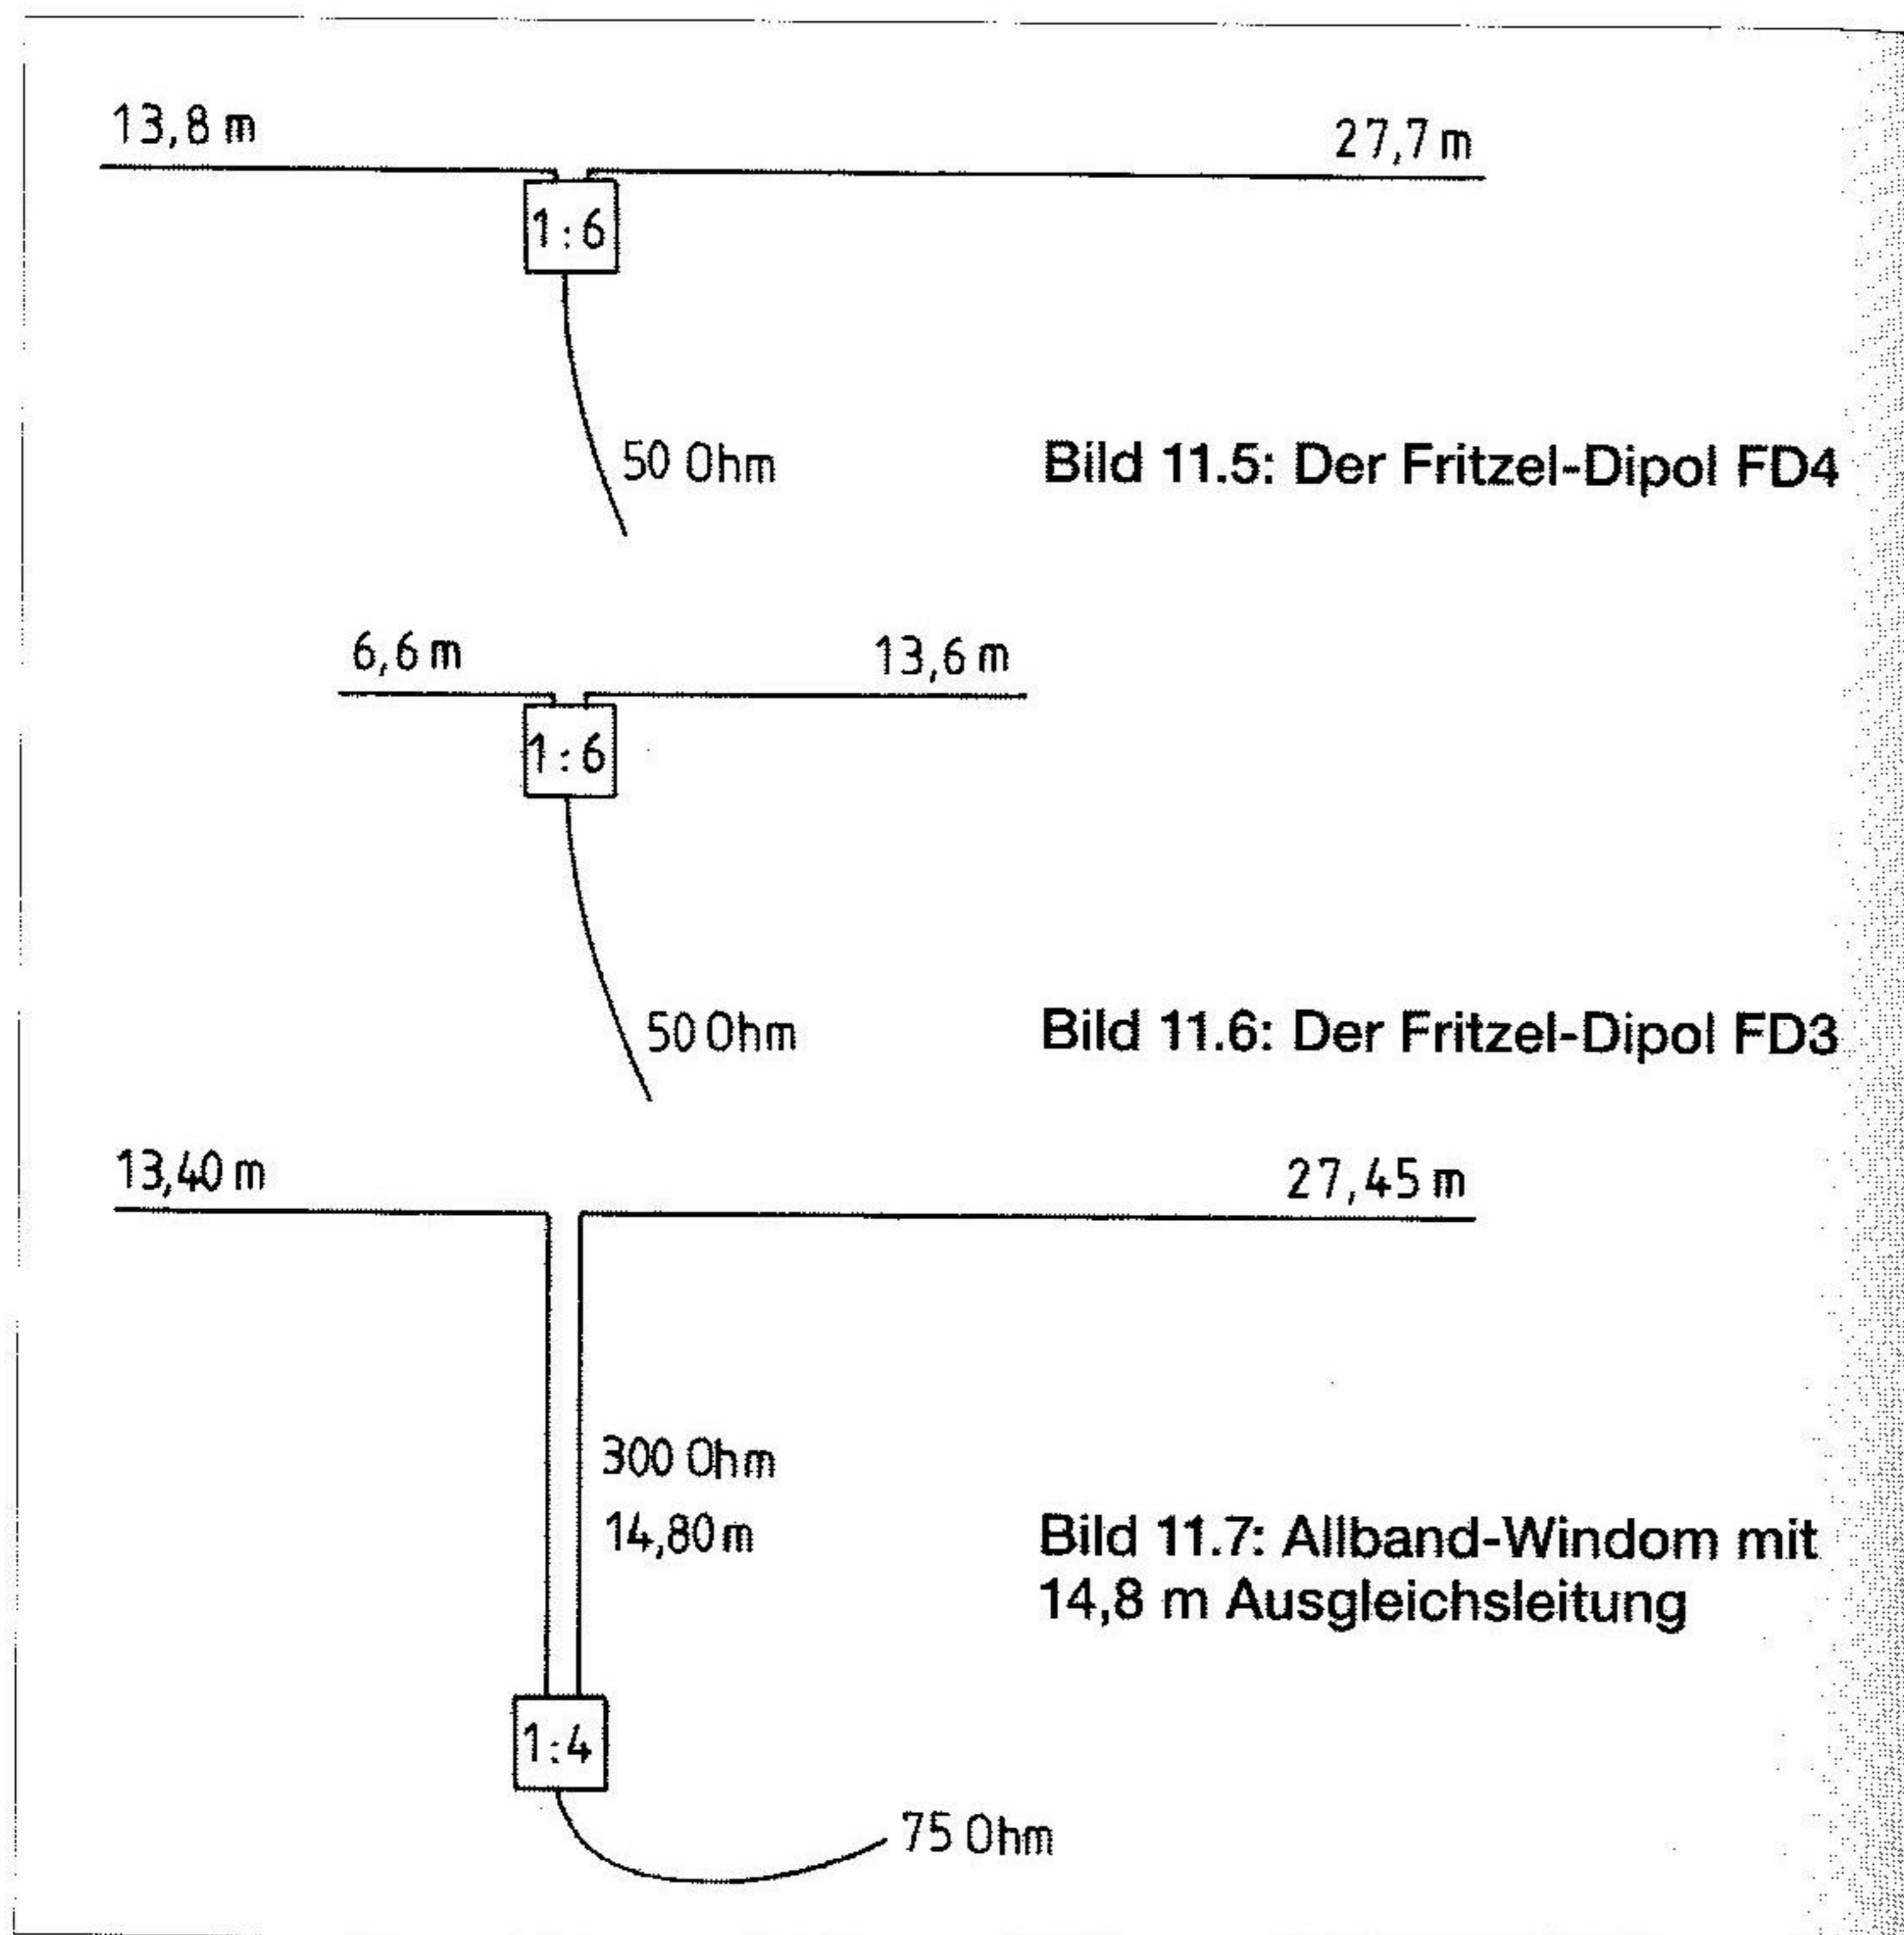 13,8 m
27,7 m
1:6
50 Ohm
Bild 11.5: Der Fritzel-Dipol FD4
6,6 m
13,6 m
1:6
50 Ohm
Bild 11.6: Der Fritzel-Dipol FD3
13,40 m
27,45 m
300 Ohm
14,80 m
Bild 11.7: Allband-Windom mit
14,8 m Ausgleichsleitung
1:4
75 Ohm